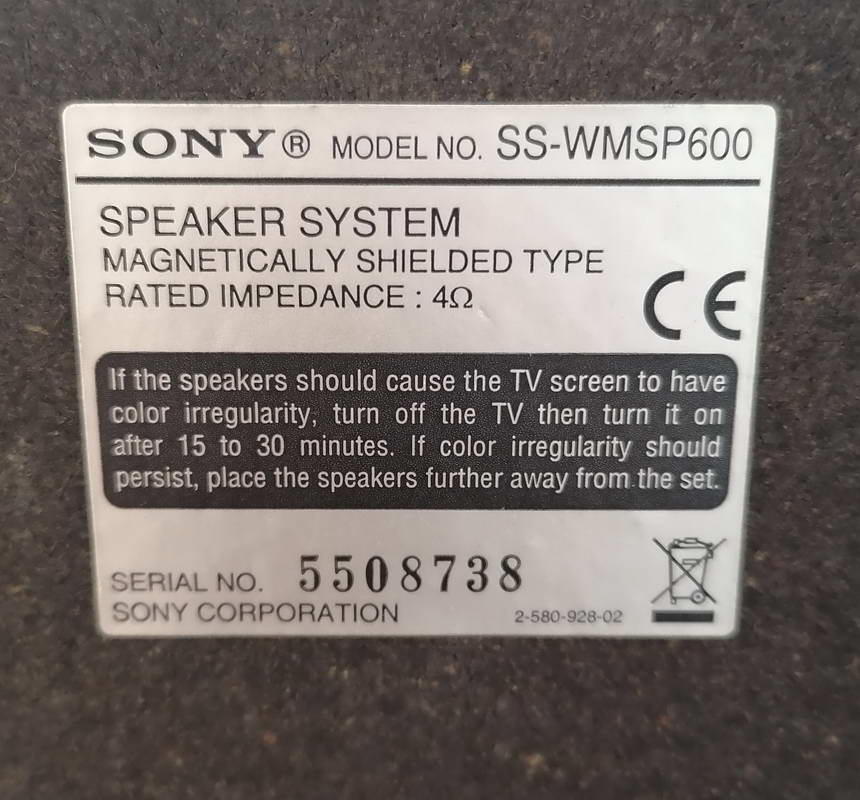 SONY® MODEL NO. SS-WMSP600
SPEAKER SYSTEM
MAGNETICALLY SHIELDED TYPE
RATED IMPEDANCE : 4Ω
CE
If the speakers should cause the TV screen to have
color irregularity, turn off the TV then turn it on
after 15 to 30 minutes. If color irregularity should
persist, place the speakers further away from the set.
SERIAL NO. 5508738
SONY CORPORATION 2-580-928-02